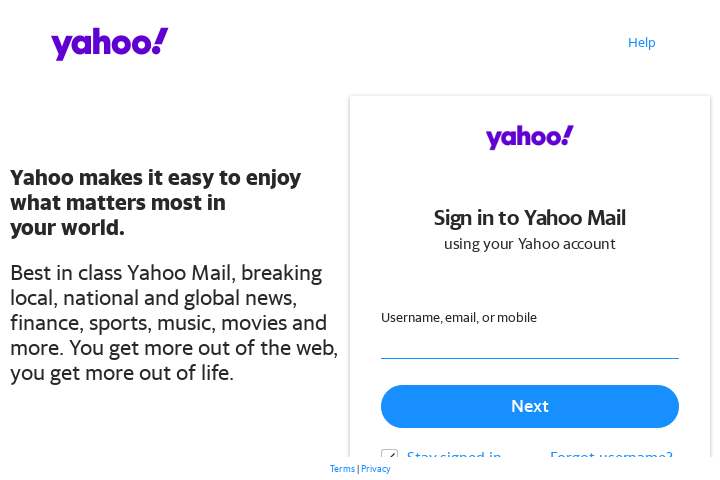 yahoo!
Help
Yahoo makes it easy to enjoy
what matters most in
your world.
Best in class Yahoo Mail, breaking
local, national and global news,
finance, sports, music, movies and
more. You get more out of the web,
you get more out of life.
yahoo!
Sign in to Yahoo Mail
using your Yahoo account
Username, email, or mobile
Next
Stay signed in
Forgot username?
Terms | Privacy